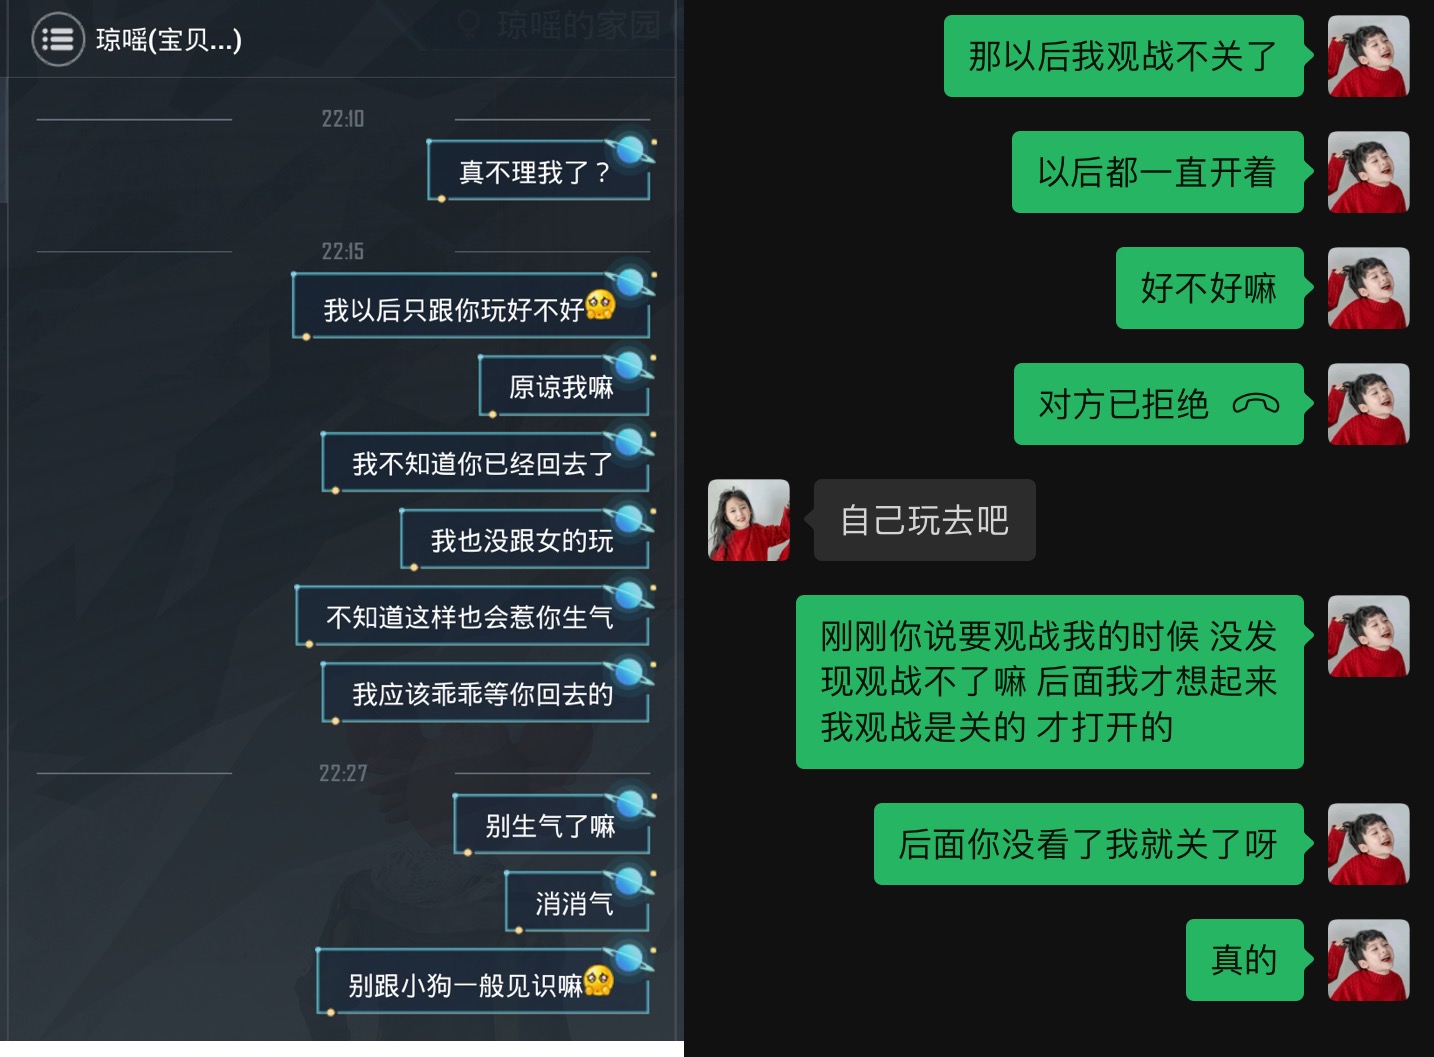 琼瑶(宝贝...)
琼瑶的家园
22:10
真不理我了？
22:15
我以后只跟你玩好不好
原谅我嘛
我不知道你已经回去了
我也没跟女的玩
不知道这样也会惹你生气
我应该乖乖等你回去的
22:27
别生气了嘛
消消气
别跟小狗一般见识嘛
那以后我观战不关了
以后都一直开着
好不好嘛
对方已拒绝
自己玩去吧
刚刚你说要观战我的时候 没发
现观战不了嘛 后面我才想起来
我观战是关的 才打开的
后面你没看了我就关了呀
真的